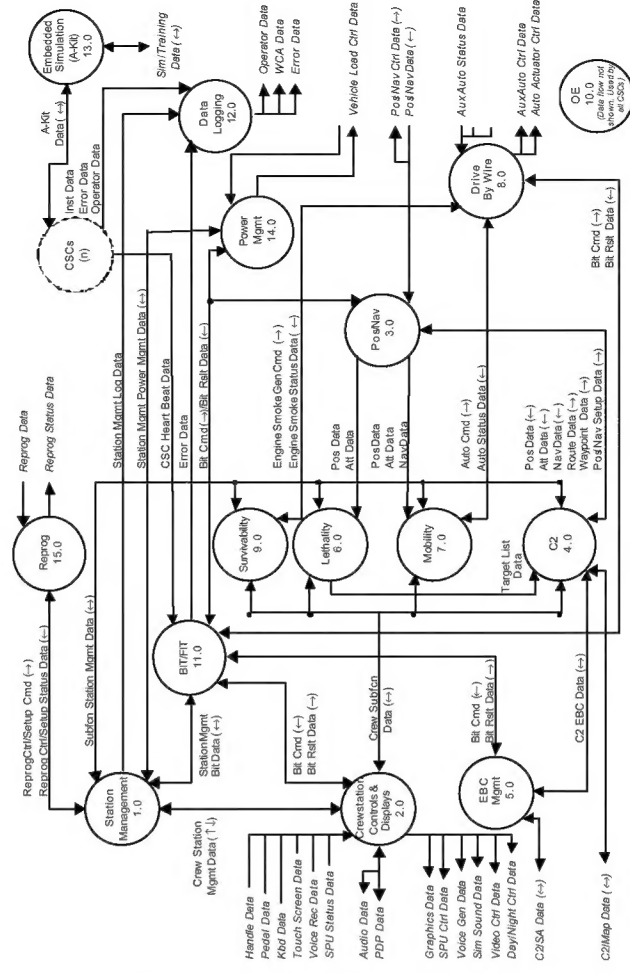 Reprog Data
Reprog Status Data
Reprog
15.0
ReprogCtrl/Setup Cmd (→)
Reprog Ctrl/Setup Status Data (←)
Subfcn Station Mgmt Data (↔)
A-Kit
Data (↔)
Embedded
Simulation
(A-Kit)
13.0
Sim/Training
Data (↔)
CSCs
(n)
Inst Data
Error Data
Operator Data
Data
Logging
12.0
Operator Data
WCA Data
Error Data
Station Mgmt Log Data
Station Mgmt Power Mgmt Data (↔)
CSC Heart Beat Data
Error Data
Bit Cmd (→)/Bit Rslt Data (←)
Power
Mgmt
14.0
Vehicle Load Ctrl Data
Station
Management
1.0
StationMgmt
Bit Data (↔)
BIT/FIT
11.0
Engine Smoke Gen Cmd (→)
Engine Smoke Status Data (←)
Pos Data
Att Data
PosNav
3.0
PosNav Ctrl Data (→)
PosNav Data (←)
AuxAuto Status Data
Drive
By Wire
8.0
AuxAuto Ctrl Data
Auto Actuator Ctrl Data
OE
10.0
(Data flow not
shown. Used by
all CSCs)
Crew Station
Mgmt Data (↑↓)
Bit Cmd (←)
Bit Rslt Data (→)
Survivability
9.0
Lethality
6.0
PosData
Att Data
NavData
Mobility
7.0
Auto Cmd (→)
Auto Status Data (←)
Bit Cmd (→)
Bit Rslt Data (←)
Handle Data
Pedal Data
Kbd Data
Touch Screen Data
Voice Rec Data
SPU Status Data
Audio Data
PDP Data
Crewstation
Controls &
Displays
2.0
Crew Subfcn
Data (↔)
Target List
Data
C2
4.0
PosData (←)
Att Data (←)
NavData (←)
Route Data (→)
Waypoint Data (→)
PosNav Setup Data (→)
Graphics Data
SPU Ctrl Data
Voice Gen Data
Sim Sound Data
Video Ctrl Data
Day/Night Ctrl Data
Bit Cmd (←)
Bit Rslt Data (→)
EBC
Mgmt
5.0
C2 EBC Data (↔)
C2/SA Data (↔)
C2/Map Data (↔)